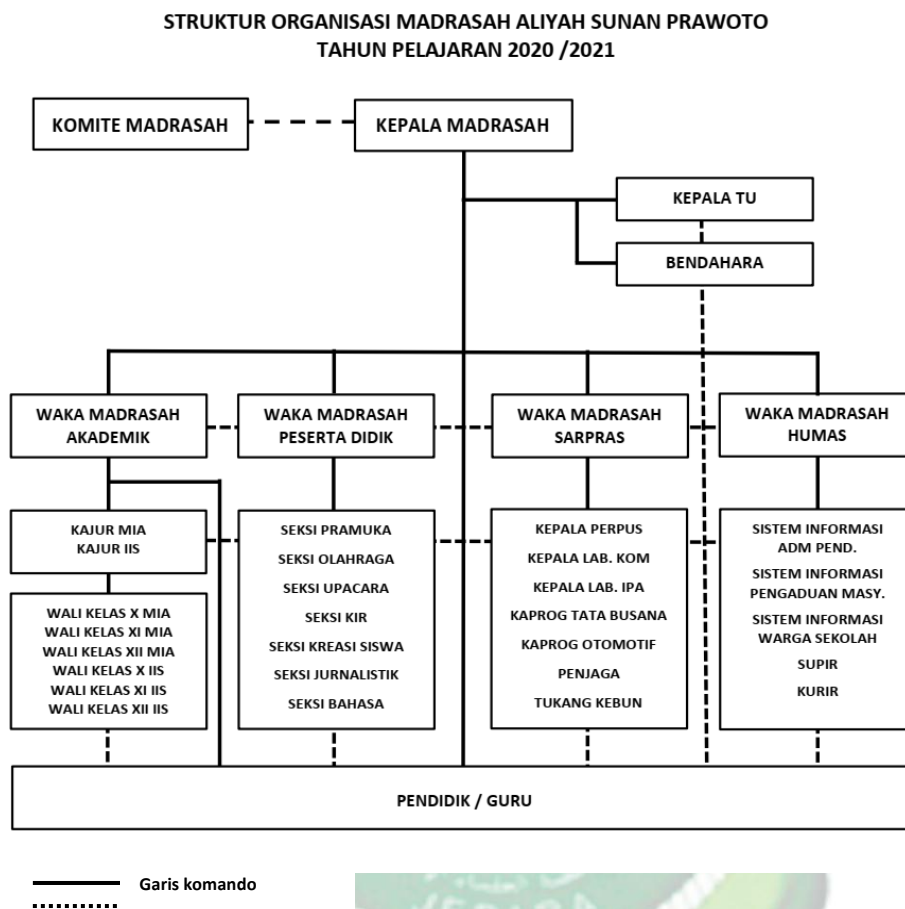 STRUKTUR ORGANISASI MADRASAH ALIYAH SUNAN PRAWOTO
TAHUN PELAJARAN 2020 /2021
KOMITE MADRASAH
KEPALA MADRASAH
KEPALA TU
BENDAHARA
WAKA MADRASAH
AKADEMIK
WAKA MADRASAH
PESERTA DIDIK
WAKA MADRASAH
SARPRAS
WAKA MADRASAH
HUMAS
KAJUR MIA
KAJUR IIS
WALI KELAS X MIA
WALI KELAS XI MIA
WALI KELAS XII MIA
WALI KELAS X IIS
WALI KELAS XI IIS
WALI KELAS XII IIS
SEKSI PRAMUKA
SEKSI OLAHRAGA
SEKSI UPACARA
SEKSI KIR
SEKSI KREASI SISWA
SEKSI JURNALISTIK
SEKSI BAHASA
KEPALA PERPUS
KEPALA LAB. KOM
KEPALA LAB. IPA
KAPROG TATA BUSANA
KAPROG OTOMOTIF
PENJAGA
TUKANG KEBUN
SISTEM INFORMASI
ADM PEND.
SISTEM INFORMASI
PENGADUAN MASY.
SISTEM INFORMASI
WARGA SEKOLAH
SUPIR
KURIR
PENDIDIK / GURU
Garis komando